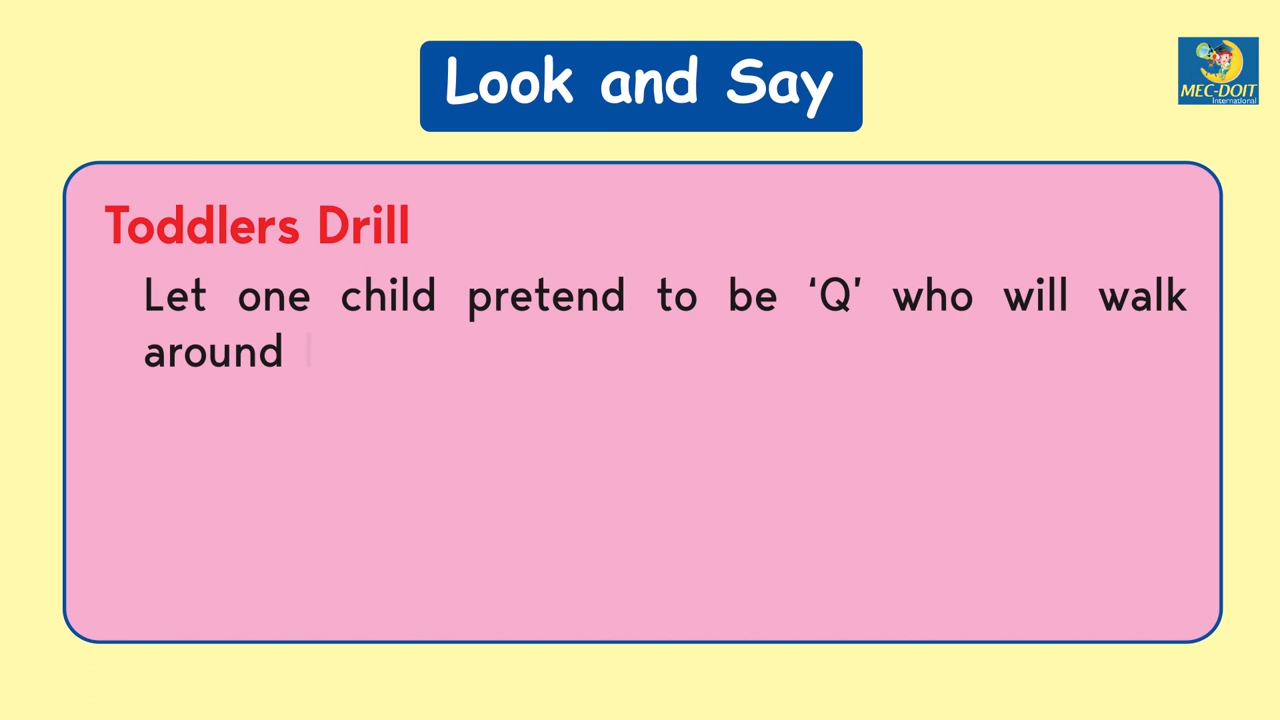 Look and Say
MEC-DOIT
International
Toddlers Drill
Let one child pretend to be ‘Q’ who will walk
around